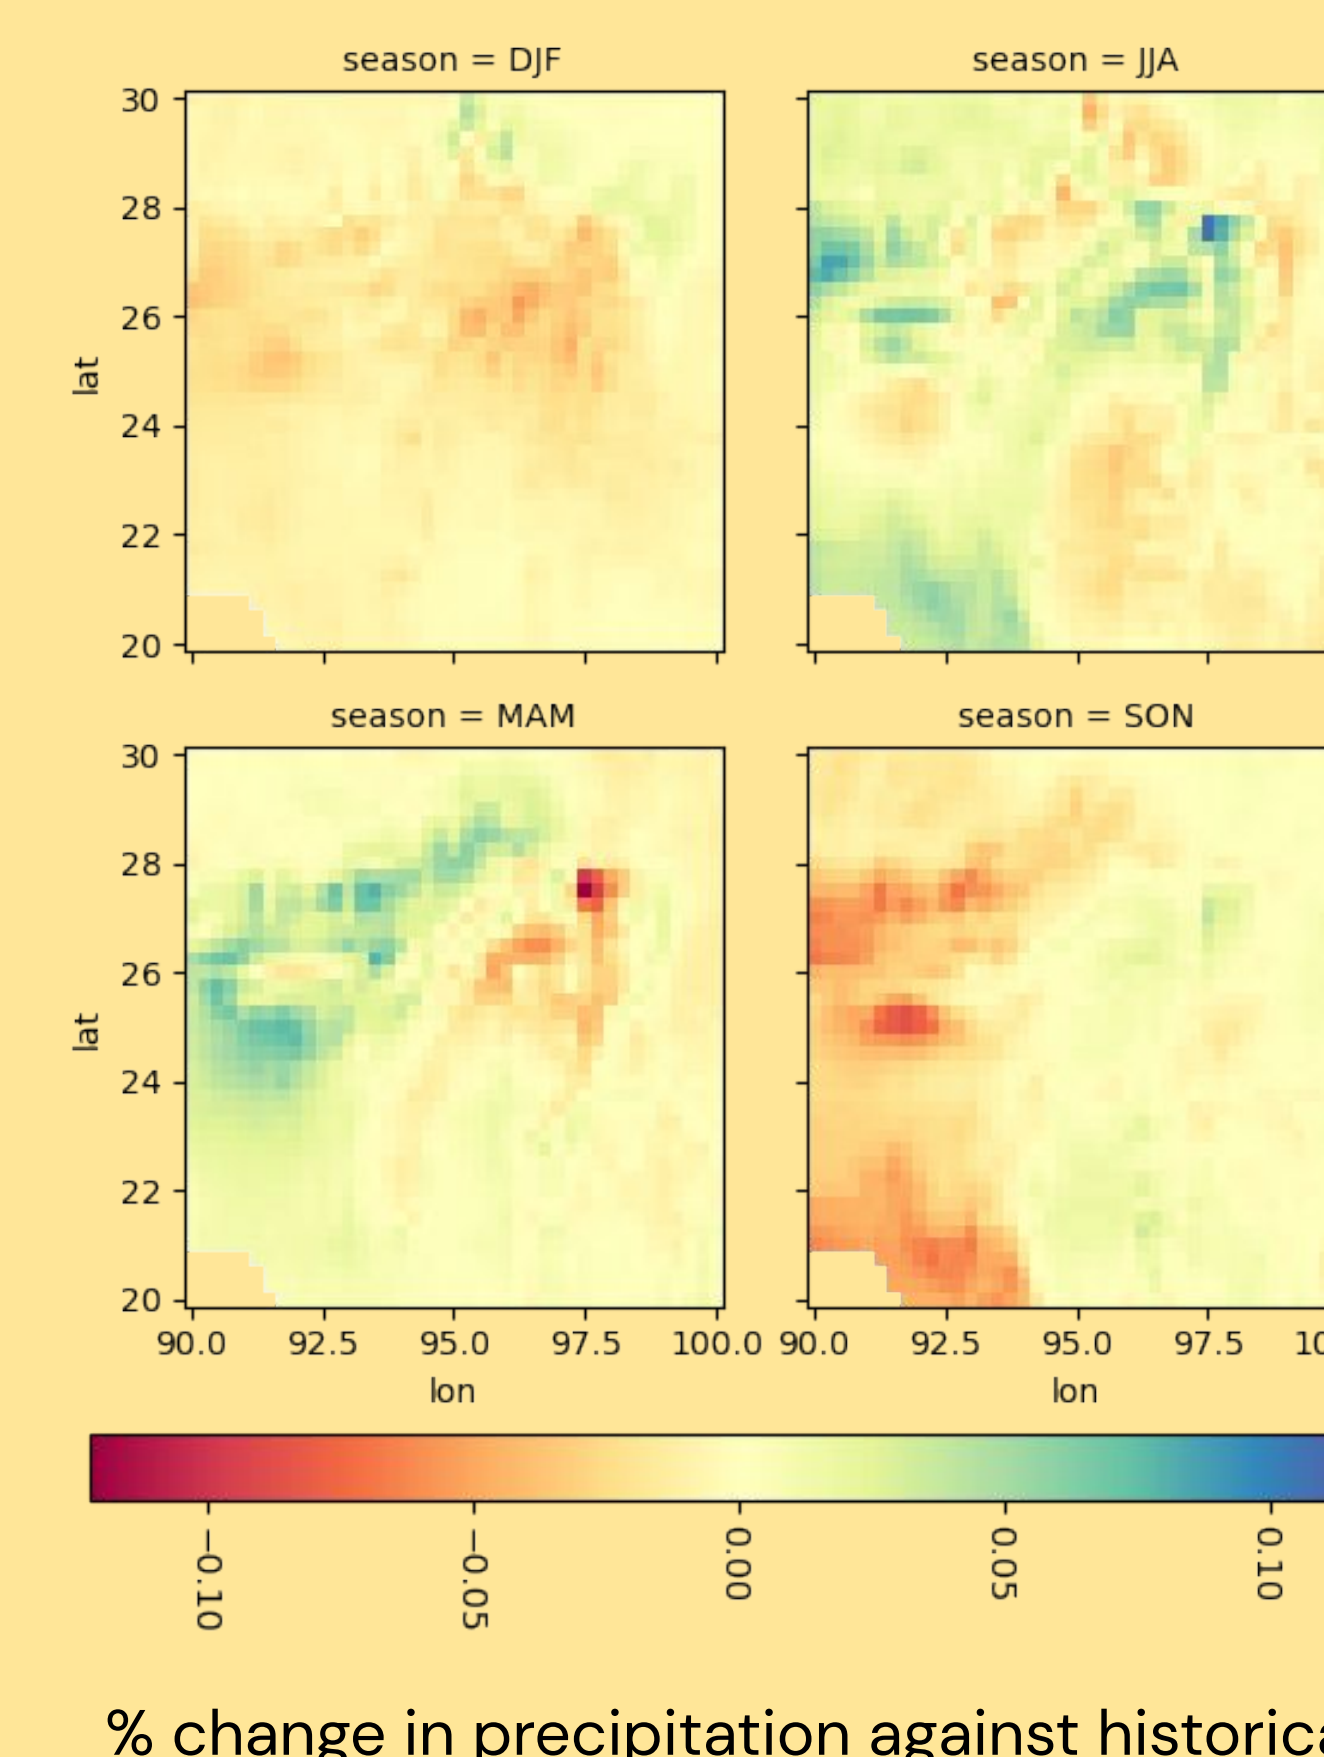 season = DJF
season = JJA
30
28
26
24
22
20
lat
season = MAM
season = SON
30
28
26
24
22
20
lat
90.0 92.5 95.0 97.5 100.0 90.0 92.5 95.0 97.5 10
lon lon
−0.10 −0.05 0.00 0.05 0.10
% change in precipitation against historica